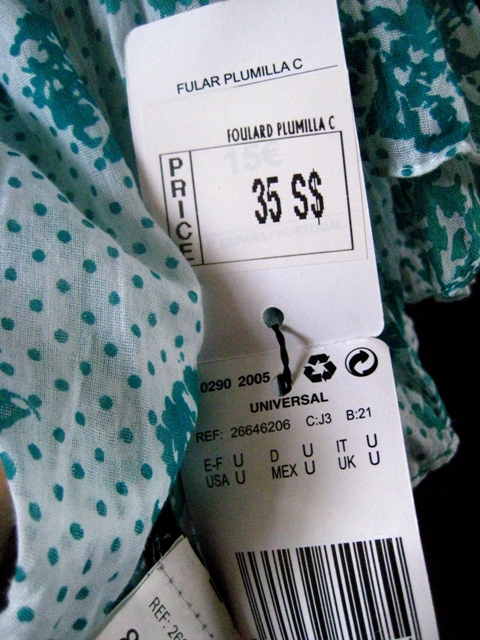 FULAR PLUMILLA C
FOULARD PLUMILLA C
15€
PRICE
35 S$
0290 2005
UNIVERSAL
REF: 26646206 C:J3 B:21
E-F U D U IT U
USA U MEX U UK U
REF: 26